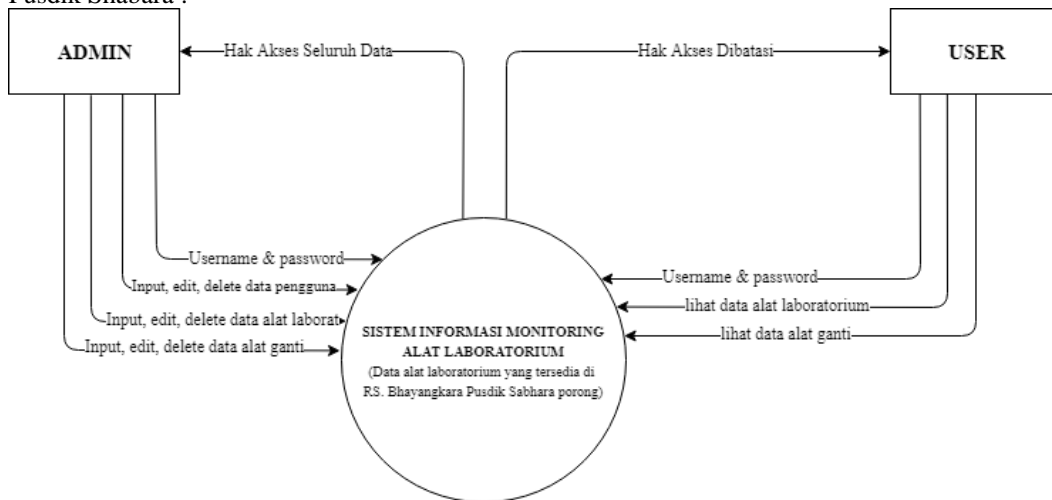 Pusdik Shabara :
ADMIN
Hak Akses Seluruh Data
Hak Akses Dibatasi
USER
Username & password
Input, edit, delete data pengguna
Input, edit, delete data alat laborat
Input, edit, delete data alat ganti
Username & password
lihat data alat laboratorium
lihat data alat ganti
SISTEM INFORMASI MONITORING
ALAT LABORATORIUM
(Data alat laboratorium yang tersedia di
RS. Bhayangkara Pusdik Sabhara porong)